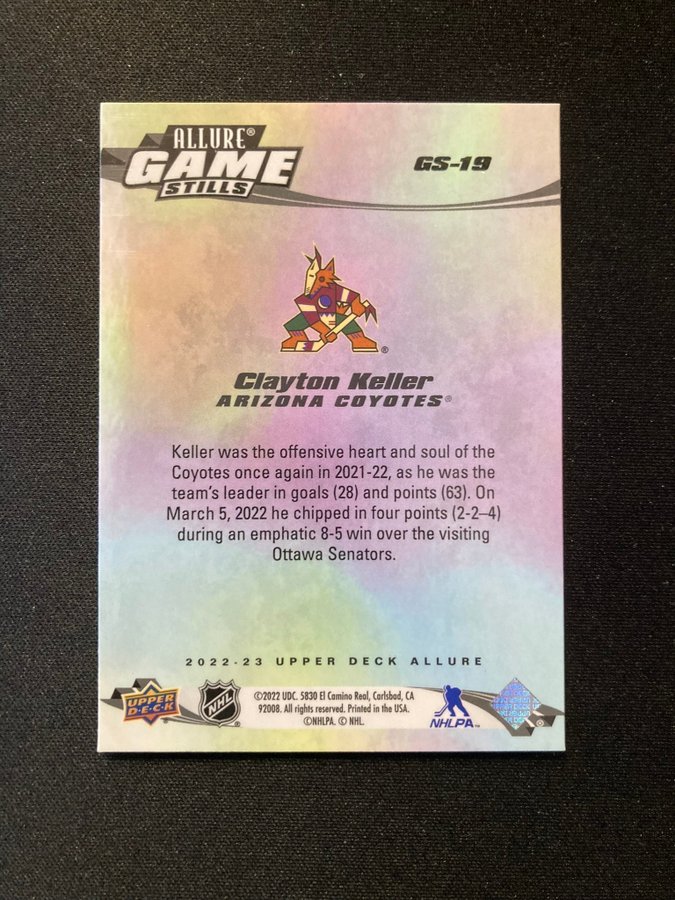 ALLURE®
GAME
STILLS
GS-19
®
Clayton Keller
ARIZONA COYOTES®
Keller was the offensive heart and soul of the
Coyotes once again in 2021-22, as he was the
team's leader in goals (28) and points (63). On
March 5, 2022 he chipped in four points (2-2–4)
during an emphatic 8-5 win over the visiting
Ottawa Senators.
2022-23 UPPER DECK ALLURE
UPPER
DECK
NHL
©2022 UDC. 5830 El Camino Real, Carlsbad, CA
92008. All rights reserved. Printed in the USA.
©NHLPA. © NHL.
NHLPA™